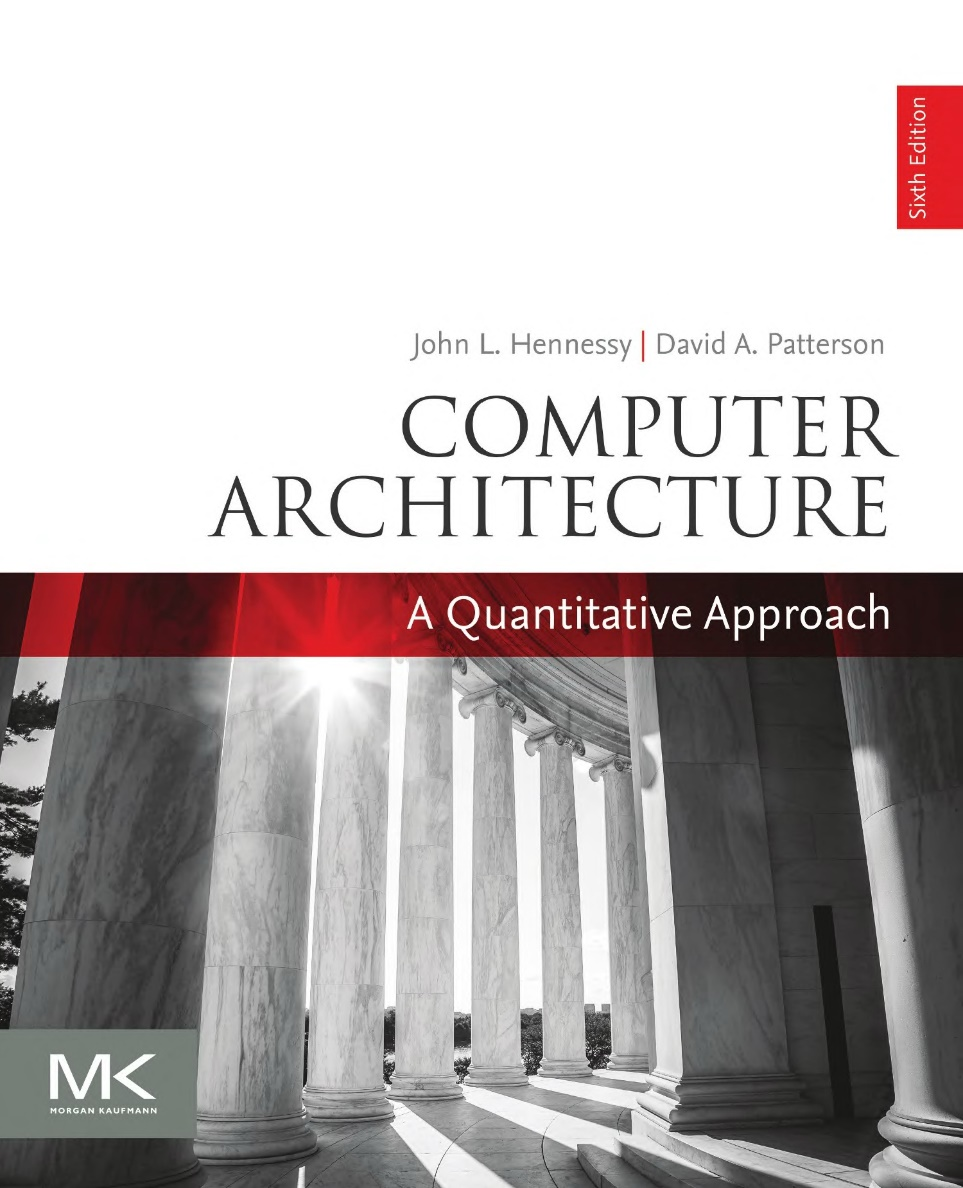 Sixth Edition
John L. Hennessy | David A. Patterson
COMPUTER
ARCHITECTURE
A Quantitative Approach
MK
MORGAN KAUFMANN